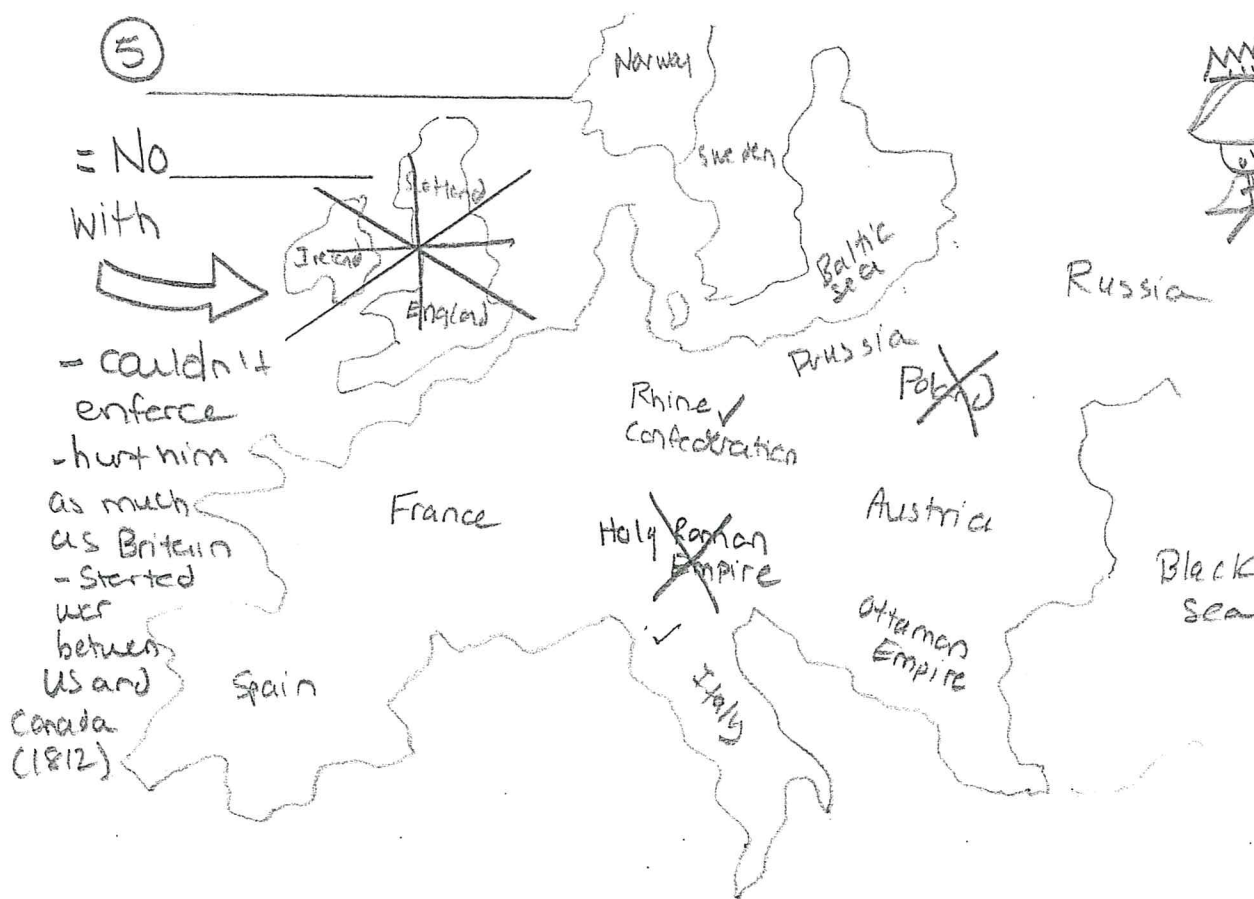 5
= No
with
- couldn't
enforce
- hurt him
as much
as Britain
- Started
war
between
US and
Canada
(1812)
Norway
Sweden
Scotland
Ireland
England
Baltic
sea
Russia
Prussia
Poland
Rhine ✓
Confederation
France
Austria
Holy Roman
Empire
✓
Black
sea
Ottoman
Empire
Spain
Italy